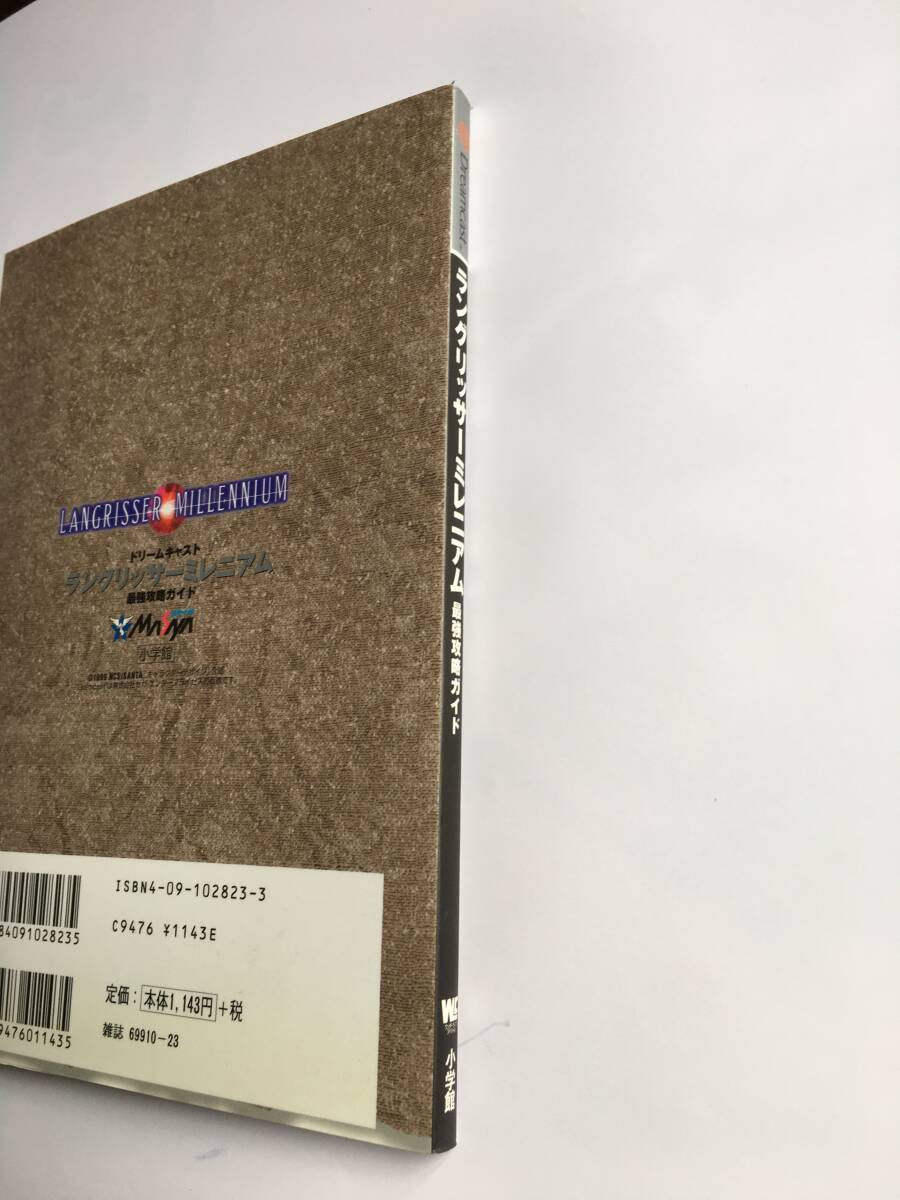 LANGRISSER MILLENNIUM
ドリームキャスト
ラングリッサーミレニアム
最強攻略ガイド
MASAYA
小学館
ISBN4-09-102823-3
C9476 ¥1143E
84091028235
定価：本体1,143円+税
雑誌 69910-23
9476011435
Dreamcast
ラングリッサーミレニアム 最強攻略ガイド
小学館